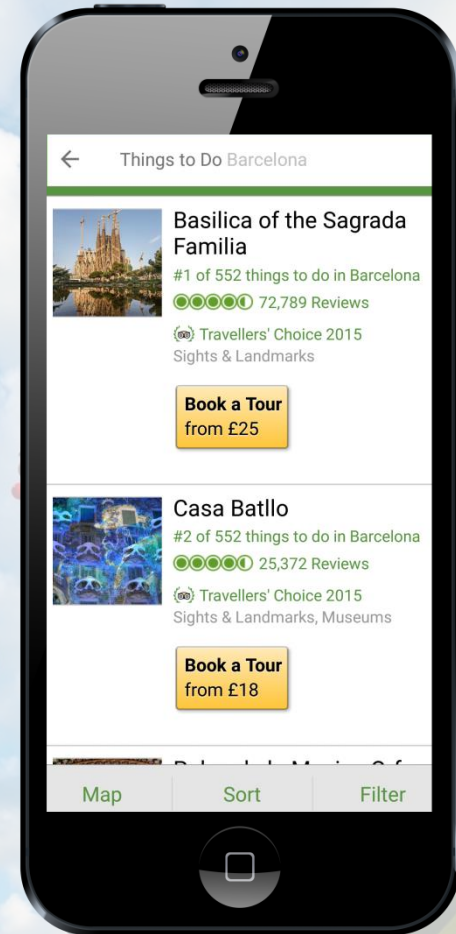 Things to Do Barcelona
Basilica of the Sagrada
Familia
#1 of 552 things to do in Barcelona
72,789 Reviews
Travellers' Choice 2015
Sights & Landmarks
Book a Tour
from £25
Casa Batllo
#2 of 552 things to do in Barcelona
25,372 Reviews
Travellers' Choice 2015
Sights & Landmarks, Museums
Book a Tour
from £18
Map Sort Filter